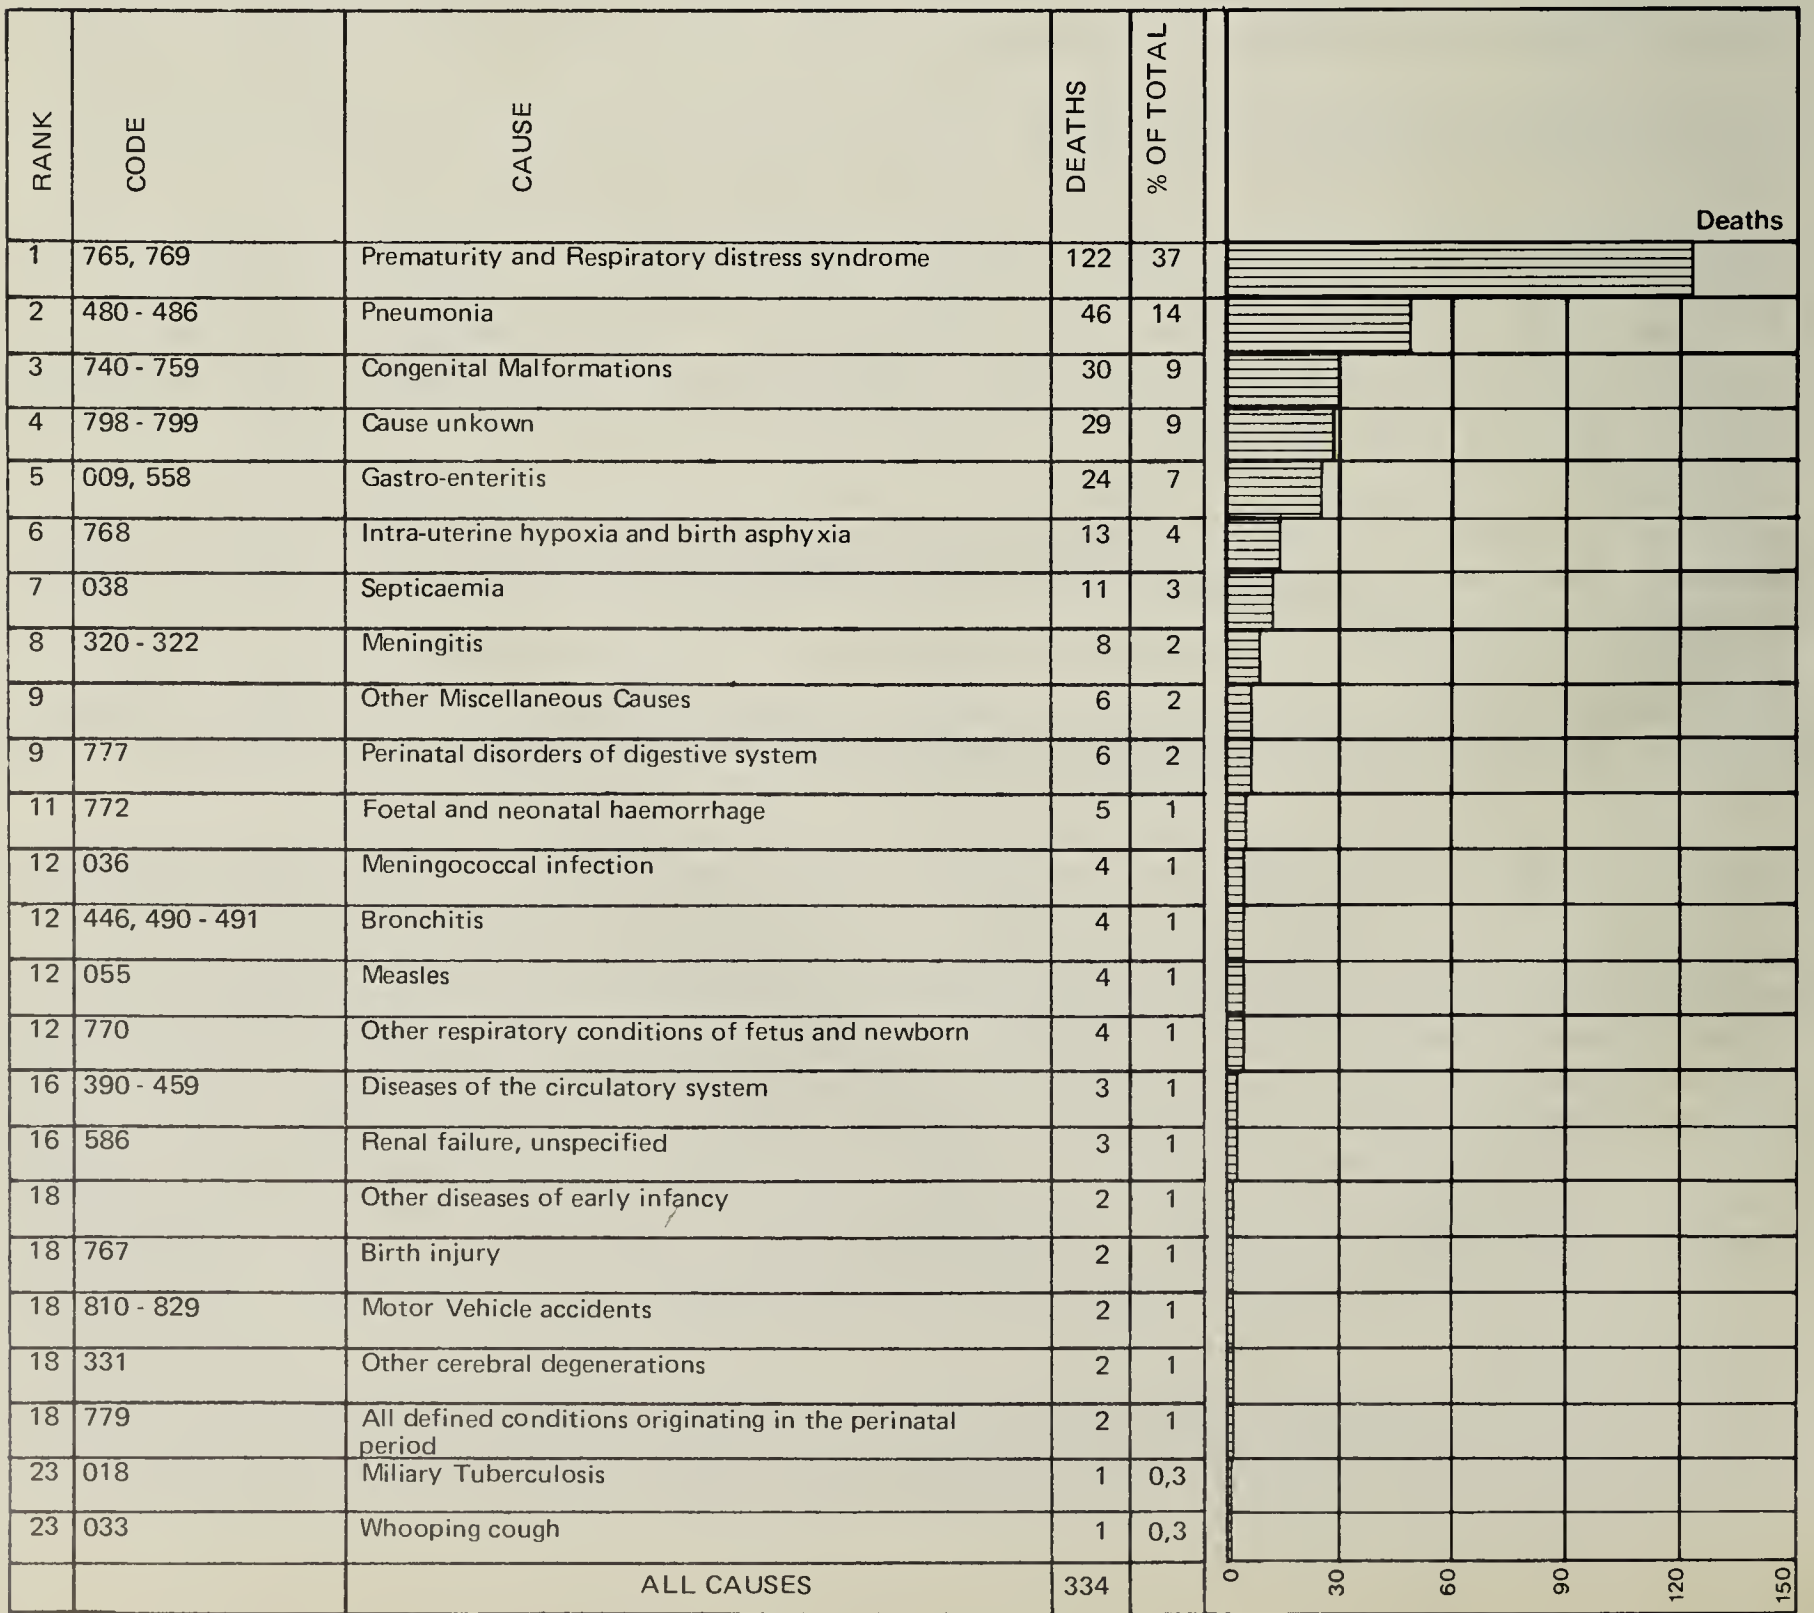 RANK CODE CAUSE DEATHS % OF TOTAL Deaths
1 765, 769 Prematurity and Respiratory distress syndrome 122 37
2 480 - 486 Pneumonia 46 14
3 740 - 759 Congenital Malformations 30 9
4 798 - 799 Cause unkown 29 9
5 009, 558 Gastro-enteritis 24 7
6 768 Intra-uterine hypoxia and birth asphyxia 13 4
7 038 Septicaemia 11 3
8 320 - 322 Meningitis 8 2
9 Other Miscellaneous Causes 6 2
9 777 Perinatal disorders of digestive system 6 2
11 772 Foetal and neonatal haemorrhage 5 1
12 036 Meningococcal infection 4 1
12 446, 490 - 491 Bronchitis 4 1
12 055 Measles 4 1
12 770 Other respiratory conditions of fetus and newborn 4 1
16 390 - 459 Diseases of the circulatory system 3 1
16 586 Renal failure, unspecified 3 1
18 Other diseases of early infancy 2 1
18 767 Birth injury 2 1
18 810 - 829 Motor Vehicle accidents 2 1
18 331 Other cerebral degenerations 2 1
18 779 All defined conditions originating in the perinatal 2 1
period
23 018 Miliary Tuberculosis 1 0,3
23 033 Whooping cough 1 0,3
ALL CAUSES 334 0 30 60 90 120 150